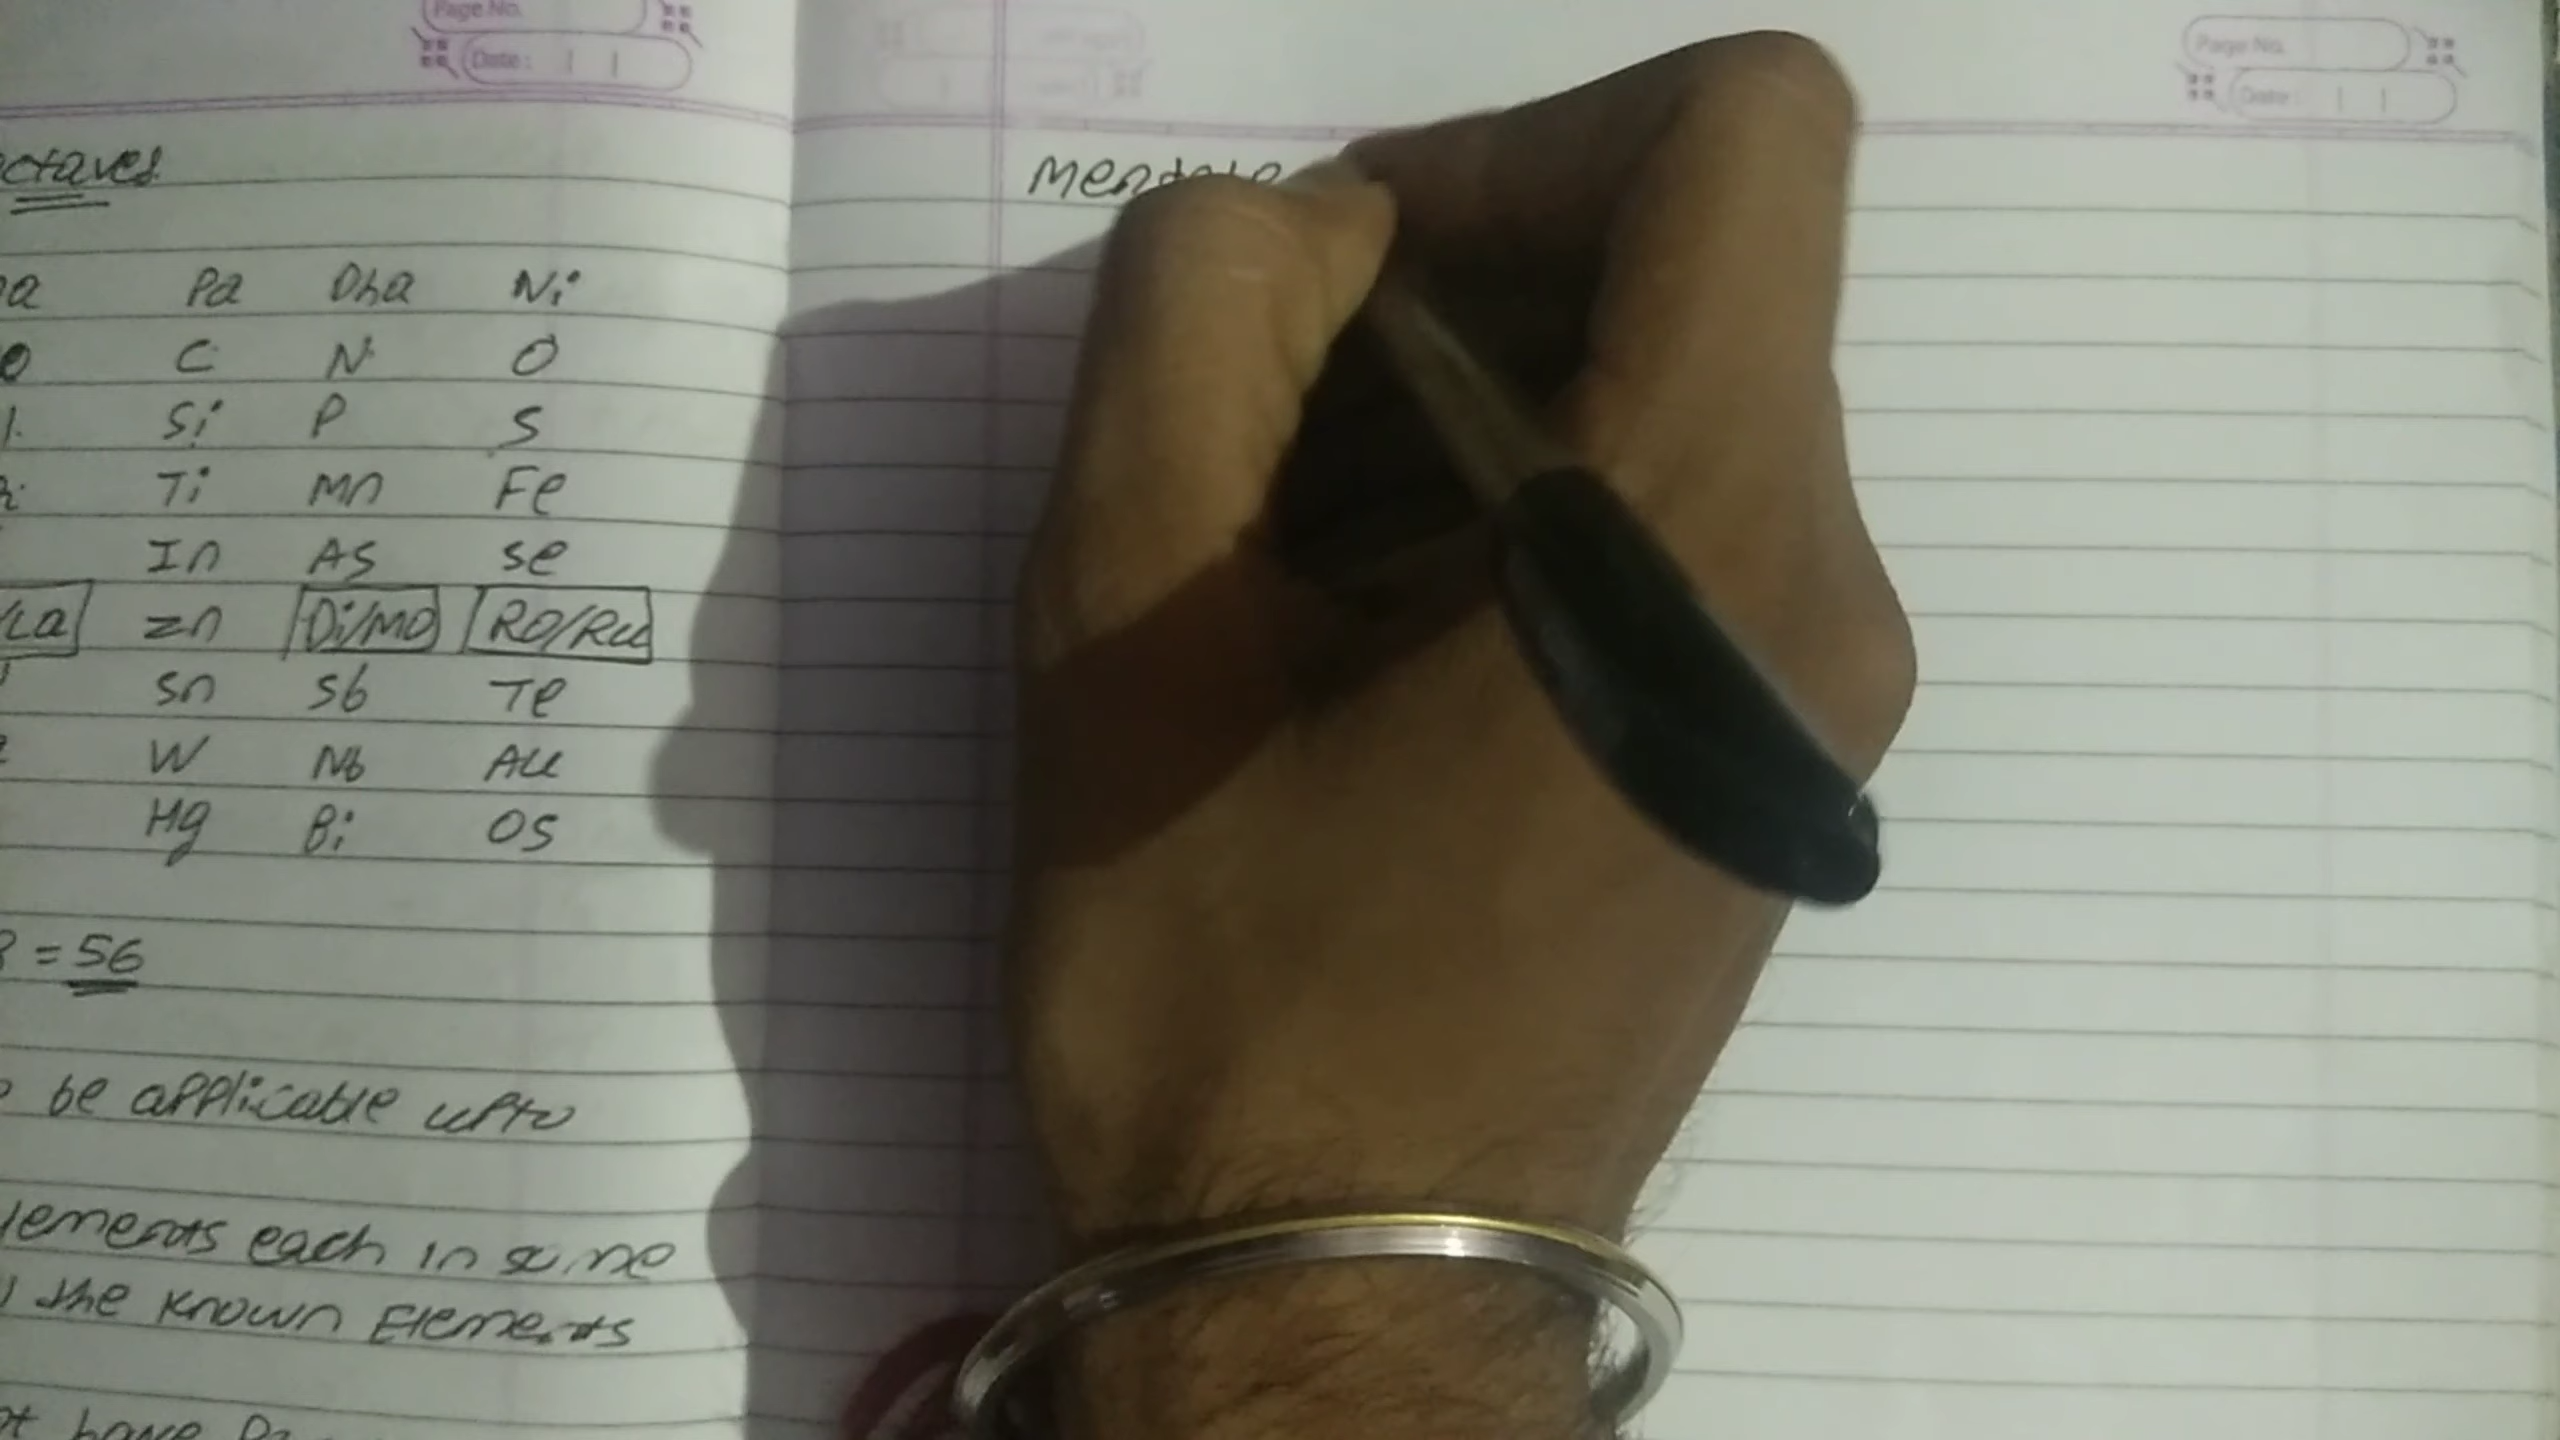 Page No.
Date:
Page No.
Date:
ctaves
Pa Dha Ni
C N O
Si P S
Ti Mn Fe
In As se
La Zn Di/MO RO/Ru
Sn Sb Te
W Nb Au
Hg Bi Os
= 56
be applicable upto
lements each in some
the known Elements
have